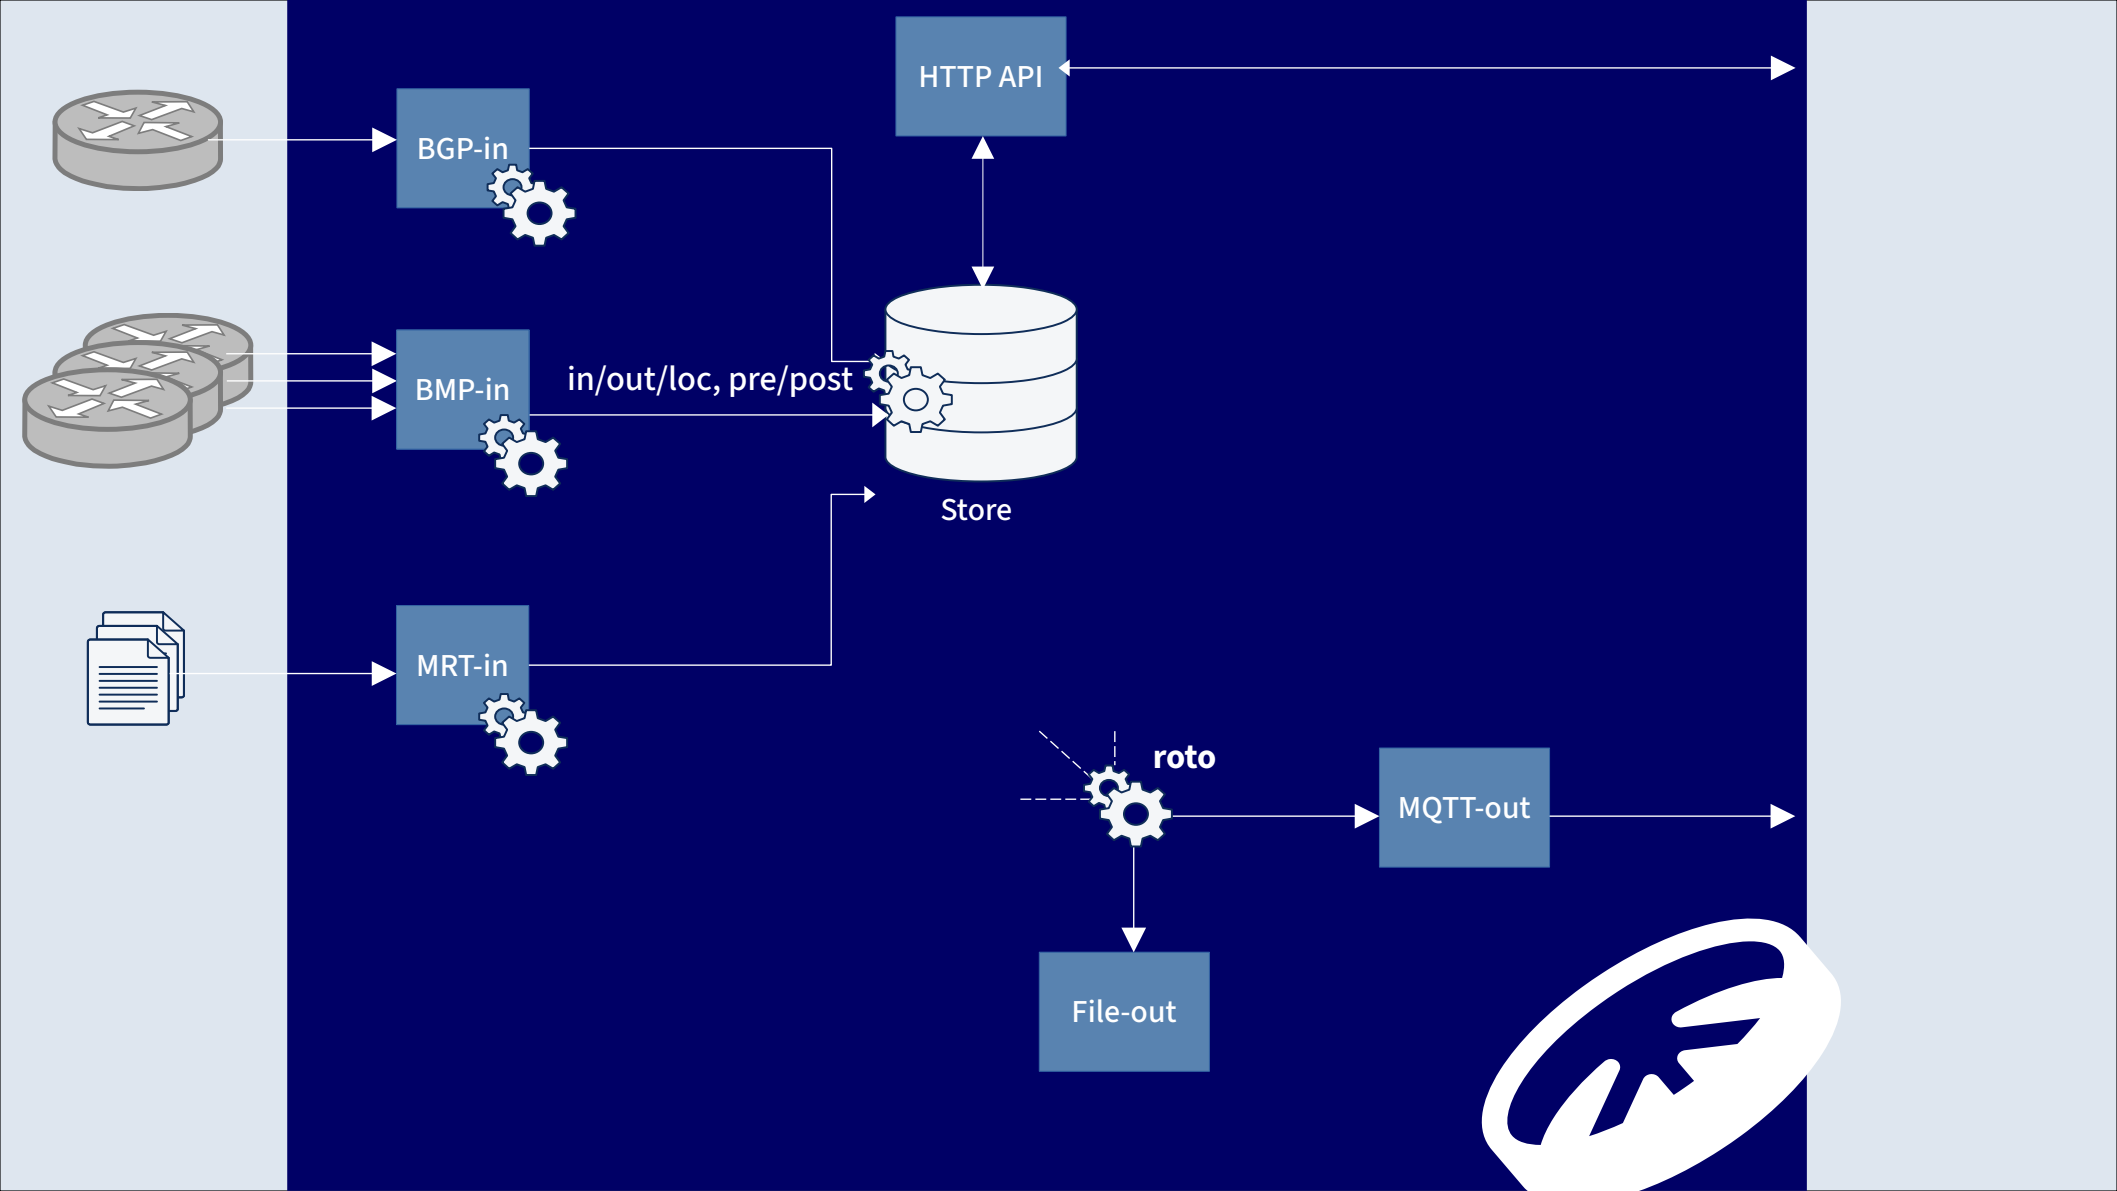 HTTP API
BGP-in
BMP-in
in/out/loc, pre/post
Store
MRT-in
roto
MQTT-out
File-out